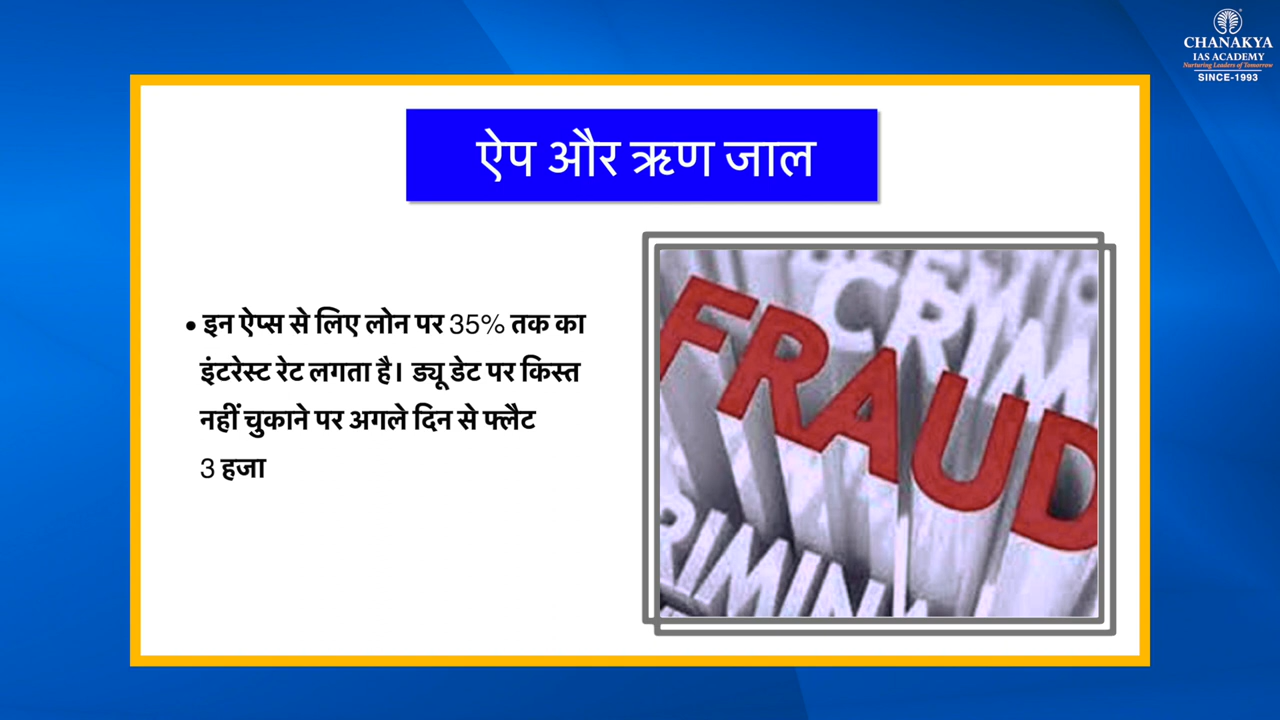 CHANAKYA
IAS ACADEMY
Nurturing Leaders of Tomorrow
SINCE-1993
ऐप और ऋण जाल
• इन ऐप्स से लिए लोन पर 35% तक का
इंटरेस्ट रेट लगता है। ड्यू डेट पर किस्त
नहीं चुकाने पर अगले दिन से फ्लैट
3 हजा
CRIM
FRAUD
RIMIN